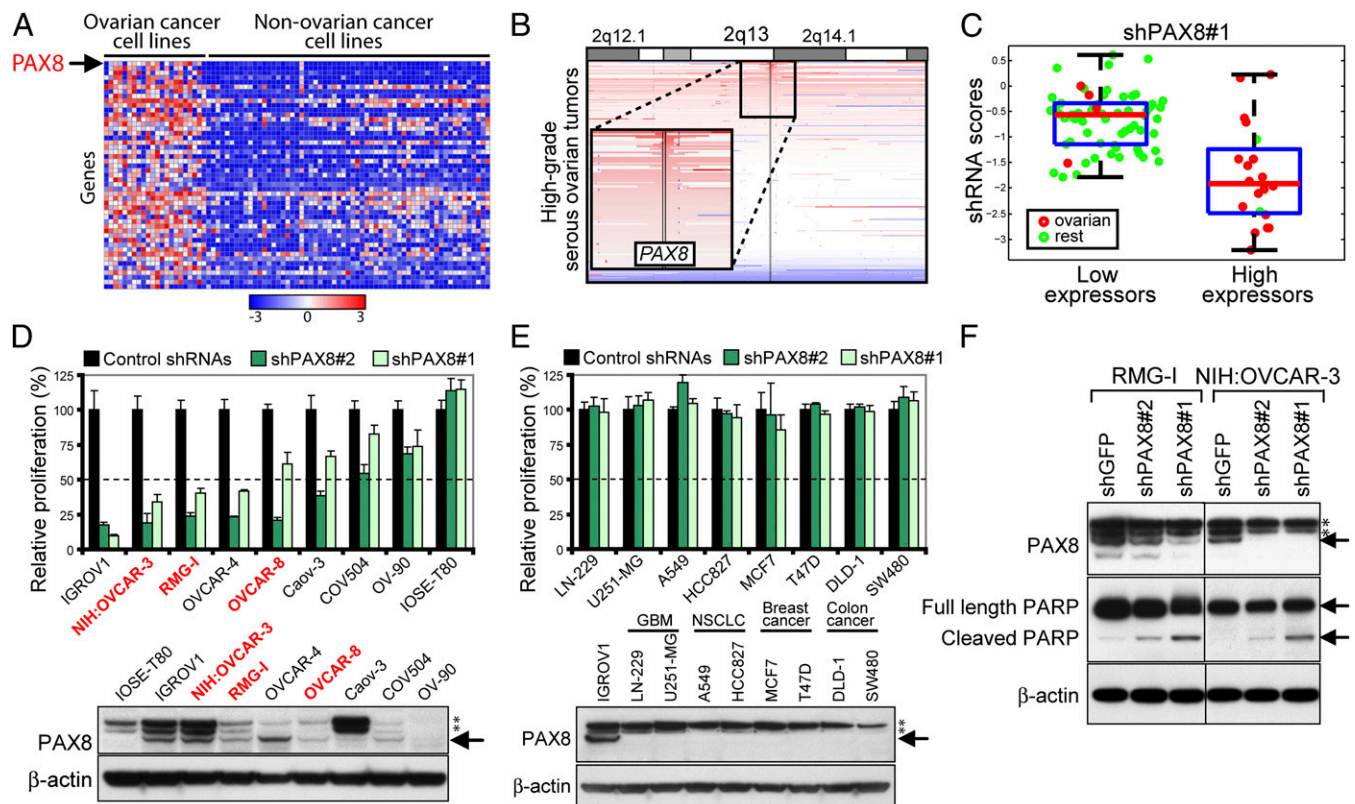 A
Ovarian cancer
cell lines
Non-ovarian cancer
cell lines
PAX8
Genes
-3 0 3
B
2q12.1 2q13 2q14.1
High-grade
serous ovarian tumors
PAX8
C
shPAX8#1
shRNA scores
0.5
0
−0.5
−1
−1.5
−2
−2.5
−3
ovarian
rest
Low
expressors
High
expressors
D
Control shRNAs shPAX8#2 shPAX8#1
Relative proliferation (%)
125
100
75
50
25
0
IGROV1
NIH:OVCAR-3
RMG-I
OVCAR-4
OVCAR-8
Caov-3
COV504
OV-90
IOSE-T80
IOSE-T80
IGROV1
NIH:OVCAR-3
RMG-I
OVCAR-4
OVCAR-8
Caov-3
COV504
OV-90
PAX8
*
*
β-actin
E
Control shRNAs shPAX8#2 shPAX8#1
Relative proliferation (%)
125
100
75
50
25
0
LN-229
U251-MG
A549
HCC827
MCF7
T47D
DLD-1
SW480
GBM
NSCLC
Breast
cancer
Colon
cancer
IGROV1
LN-229
U251-MG
A549
HCC827
MCF7
T47D
DLD-1
SW480
PAX8
*
*
β-actin
F
RMG-I NIH:OVCAR-3
shGFP
shPAX8#2
shPAX8#1
shGFP
shPAX8#2
shPAX8#1
PAX8
*
*
Full length PARP
Cleaved PARP
β-actin